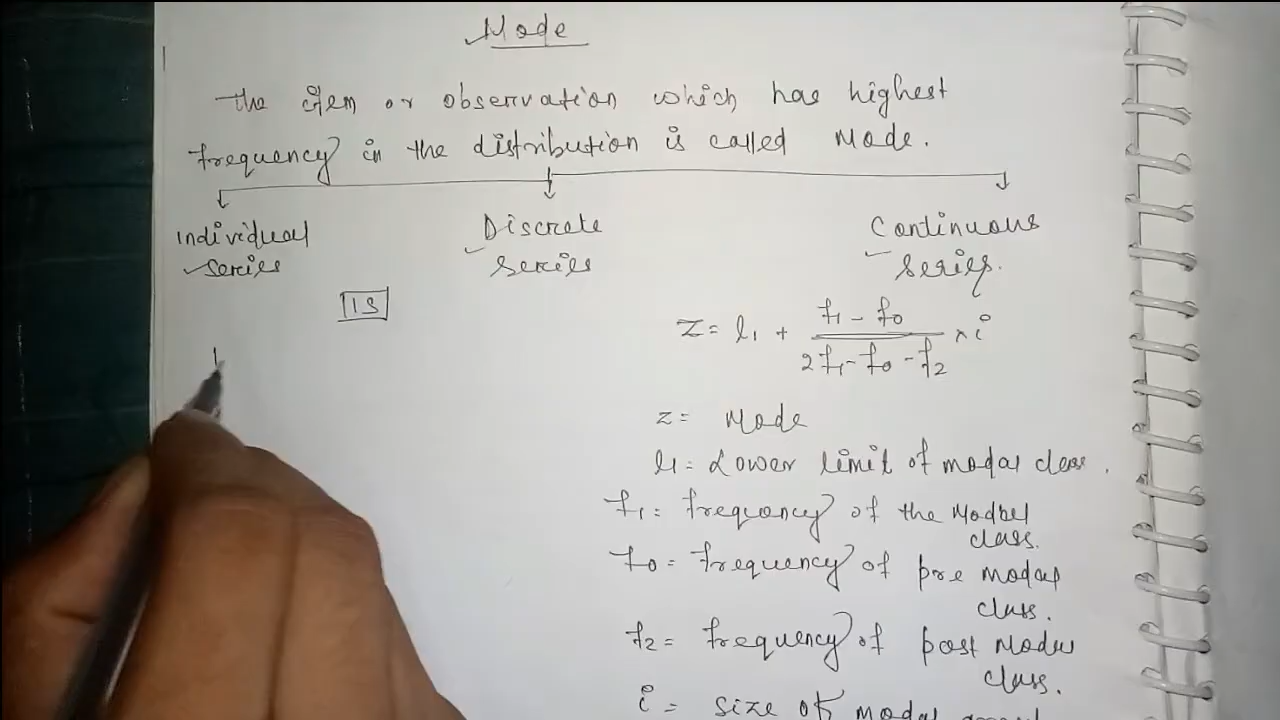 Mode
The item or observation which has highest
frequency in the distribution is called Mode.
Individual
series
Discrete
series
Continuous
series.
IS
1
Z = l₁ + (f₁ - f₀) / (2f₁ - f₀ - f₂) × i
z = Mode
l₁ = Lower limit of modal class.
f₁ = frequency of the Modal
class.
f₀ = frequency of pre modal
class.
f₂ = frequency of post Modal
class.
i = size of modal